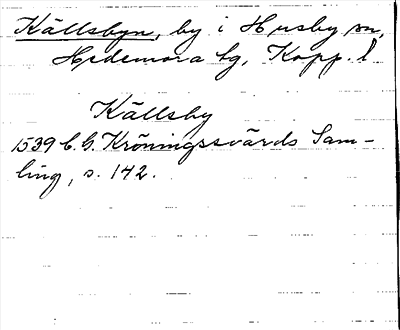 Källsbyn, by i Husby sn,
Hedemora tg, Kopp. l
Källsby
1539 C. G. Kröningssvärds Sam-
ling, s. 142.